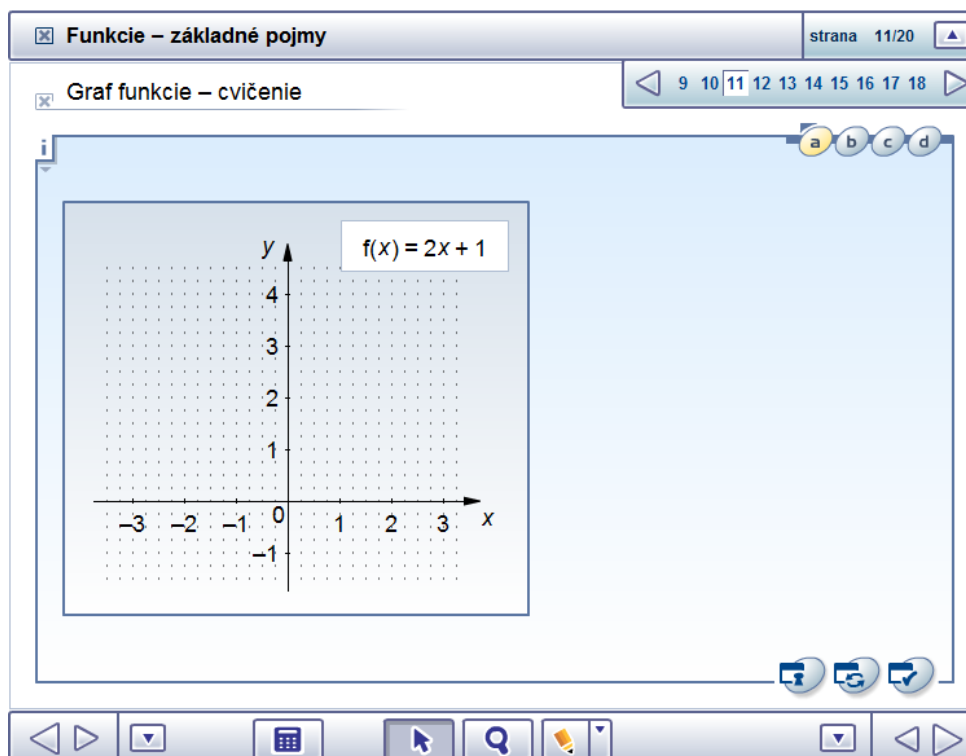 Funkcie – základné pojmy
strana 11/20
Graf funkcie – cvičenie
9 10 11 12 13 14 15 16 17 18
i
a b c d
f(x) = 2x + 1
y
4
3
2
1
–3 –2 –1 0 1 2 3 x
–1